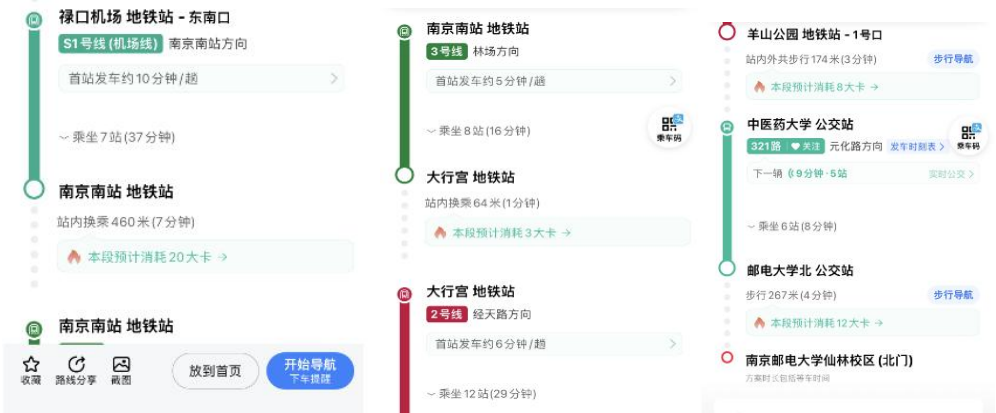 禄口机场 地铁站 - 东南口
S1号线(机场线) 南京南站方向
首站发车约10分钟/趟
乘坐7站(37分钟)
南京南站 地铁站
站内换乘460米(7分钟)
本段预计消耗20大卡
南京南站 地铁站
收藏
路线分享
截图
放到首页
开始导航
下车提醒
南京南站 地铁站
3号线 林场方向
首站发车约5分钟/趟
乘坐8站(16分钟)
乘车码
大行宫 地铁站
站内换乘64米(1分钟)
本段预计消耗3大卡
大行宫 地铁站
2号线 经天路方向
首站发车约6分钟/趟
乘坐12站(29分钟)
羊山公园 地铁站 - 1号口
站内外共步行174米(3分钟) 步行导航
本段预计消耗8大卡
中医药大学 公交站
321路 关注 元化路方向 发车时刻表
乘车码
下一辆 9分钟·5站 实时公交
乘坐6站(8分钟)
邮电大学北 公交站
步行267米(4分钟) 步行导航
本段预计消耗12大卡
南京邮电大学仙林校区 (北门)
方案时长包括等车时间